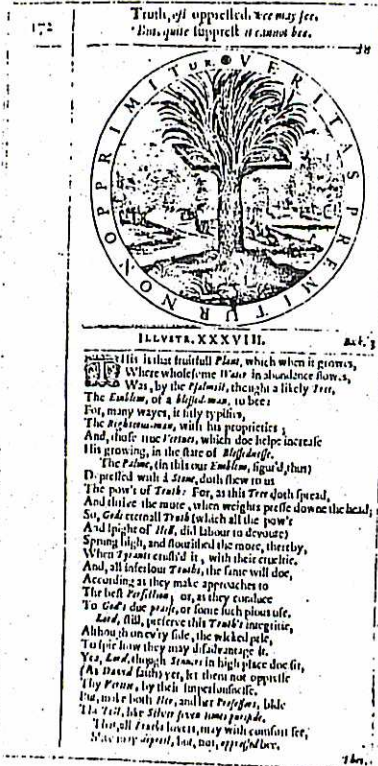 172
Truth, oft oppressed, wee may see,
But, quite supprest it cannot bee.
38
VERITAS PREMITUR NON OPPRIMITUR
ILLVSTR. XXXVIII. Book. 3
THis is that fruitfull Plant, which when it growes,
Where wholesome Water in abundance flowes,
Was, by the Psalmist, thought a likely Tree,
The Emblem, of a blessed-man, to bee:
For, many wayes, it fitly typifies,
The Righteous-man, with his proprieties;
And, those true Vertues, which doe helpe increase
His growing, in the state of Blessednesse.
The Palme, (in this our Emblem, figur'd, thus)
Depressed with a Stone, doth shew to us
The pow'r of Truth: For, as this Tree doth spread,
And thrive the more, when weights presse downe the head;
So, Gods eternall Truth (which all the pow'r
And spight of Hell, did labour to devoure)
Sprung high, and flourished the more, thereby,
When Tyrants crush'd it, with their crueltie.
And, all inferiour Truths, the same will doe,
According as they make approaches to
The best Perfection; or, as they conduce
To God's due praise, or some such pious use.
Lord, still, preserve this Truth's integritie,
Although on ev'ry side, the wicked prie,
To spie how they may disadvantage it.
Yea, Lord, though Sinners in high place doe sit,
(As David saith) yet, let them not oppresse
Thy Veritie, by their imperiousnesse.
But, make both Her, and her Professors, bide
The Test, like Silver seven times purifide.
That, all Truths lovers, may with comfort see,
Shee may deprest, but, not, oppressed bee.